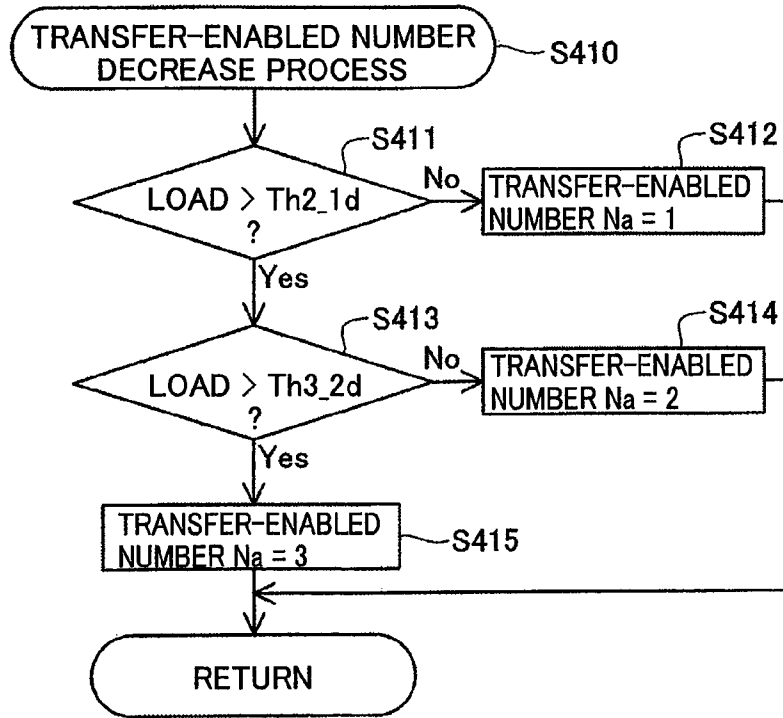 TRANSFER-ENABLED NUMBER
DECREASE PROCESS
S410
S411
LOAD > Th2_1d
?
No
S412
TRANSFER-ENABLED
NUMBER Na = 1
Yes
S413
LOAD > Th3_2d
?
No
S414
TRANSFER-ENABLED
NUMBER Na = 2
Yes
TRANSFER-ENABLED
NUMBER Na = 3
S415
RETURN